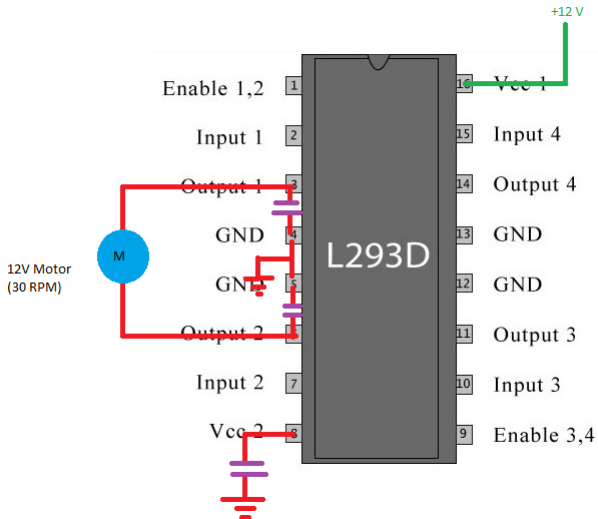 +12 V
Enable 1,2
1
16
Vcc 1
Input 1
2
15
Input 4
Output 1
3
14
Output 4
GND
4
13
GND
L293D
M
12V Motor
(30 RPM)
GND
5
12
GND
Output 2
11
Output 3
Input 2
7
10
Input 3
Vcc 2
8
9
Enable 3,4